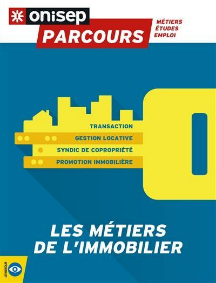 onisep
PARCOURS
MÉTIERS
ÉTUDES
EMPLOI
TRANSACTION
GESTION LOCATIVE
SYNDIC DE COPROPRIÉTÉ
PROMOTION IMMOBILIÈRE
LES MÉTIERS
DE L'IMMOBILIER